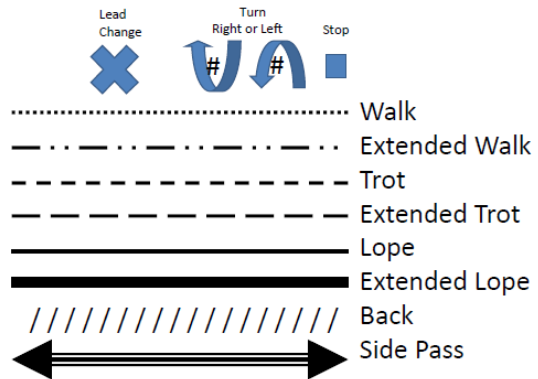 Lead
Change
Turn
Right or Left
Stop
# #
Walk
Extended Walk
Trot
Extended Trot
Lope
Extended Lope
Back
Side Pass